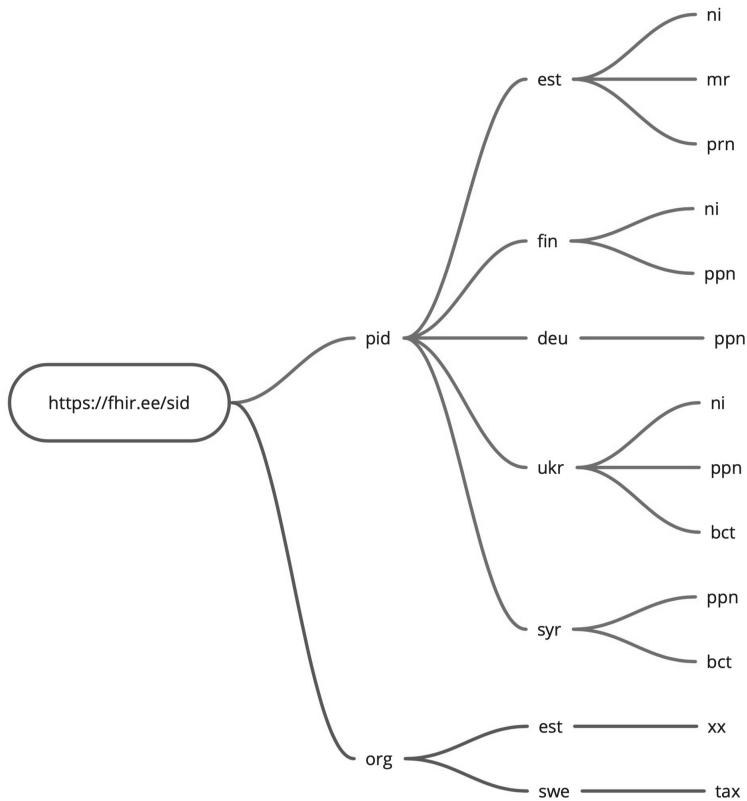 ni
est
mr
prn
ni
fin
ppn
pid
deu
ppn
https://fhir.ee/sid
ni
ukr
ppn
bct
ppn
syr
bct
est
xx
org
swe
tax